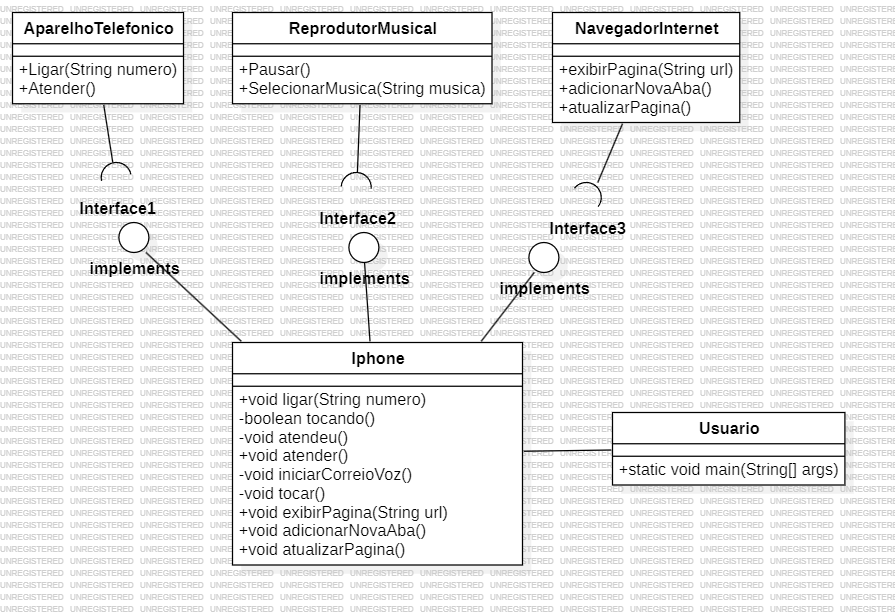 AparelhoTelefonico
+Ligar(String numero)
+Atender()
ReprodutorMusical
+Pausar()
+SelecionarMusica(String musica)
NavegadorInternet
+exibirPagina(String url)
+adicionarNovaAba()
+atualizarPagina()
Interface1
implements
Interface2
implements
Interface3
implements
Iphone
+void ligar(String numero)
-boolean tocando()
-void atendeu()
+void atender()
-void iniciarCorreioVoz()
-void tocar()
+void exibirPagina(String url)
+void adicionarNovaAba()
+void atualizarPagina()
Usuario
+static void main(String[] args)
UNREGISTERED